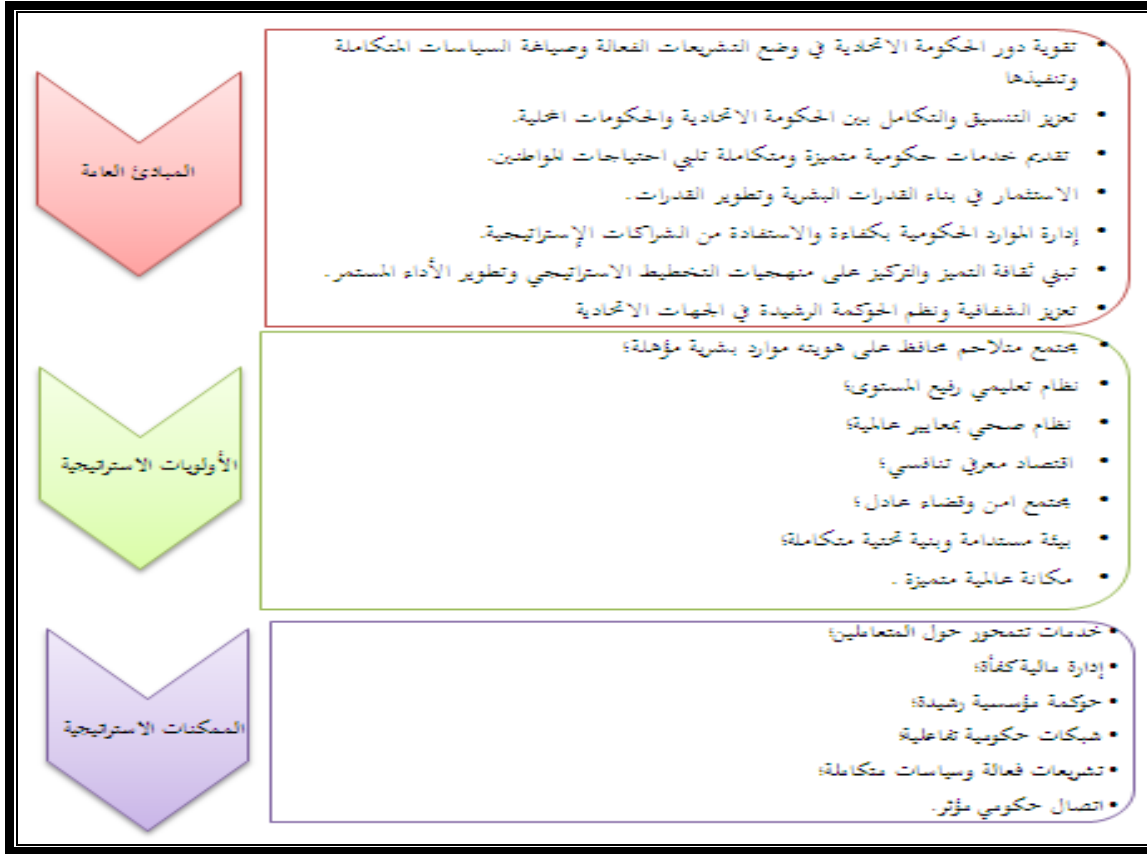 المبادئ العامة
• تقوية دور الحكومة الاتحادية في وضع التشريعات الفعالة وصياغة السياسات المتكاملة
وتنفيذها
• تعزيز التنسيق والتكامل بين الحكومة الاتحادية والحكومات المحلية.
• تقديم خدمات حكومية متميزة ومتكاملة تلبي احتياجات المواطنين.
• الاستثمار في بناء القدرات البشرية وتطوير القدرات.
• إدارة الموارد الحكومية بكفاءة والاستفادة من الشراكات الإستراتيجية.
• تبني ثقافة التميز والتركيز على منهجيات التخطيط الاستراتيجي وتطوير الأداء المستمر.
• تعزيز الشفافية ونظم الحوكمة الرشيدة في الجهات الاتحادية
الأولويات الاستراتيجية
• مجتمع متلاحم محافظ على هويته موارد بشرية مؤهلة؛
• نظام تعليمي رفيع المستوى؛
• نظام صحي بمعايير عالمية؛
• اقتصاد معرفي تنافسي؛
• مجتمع امن وقضاء عادل؛
• بيئة مستدامة وبنية تحتية متكاملة؛
• مكانة عالمية متميزة .
الممكنات الاستراتيجية
• خدمات تتمحور حول المتعاملين؛
• إدارة مالية كفأة؛
• حوكمة مؤسسية رشيدة؛
• شبكات حكومية تفاعلية؛
• تشريعات فعالة وسياسات متكاملة؛
• اتصال حكومي مؤثر.